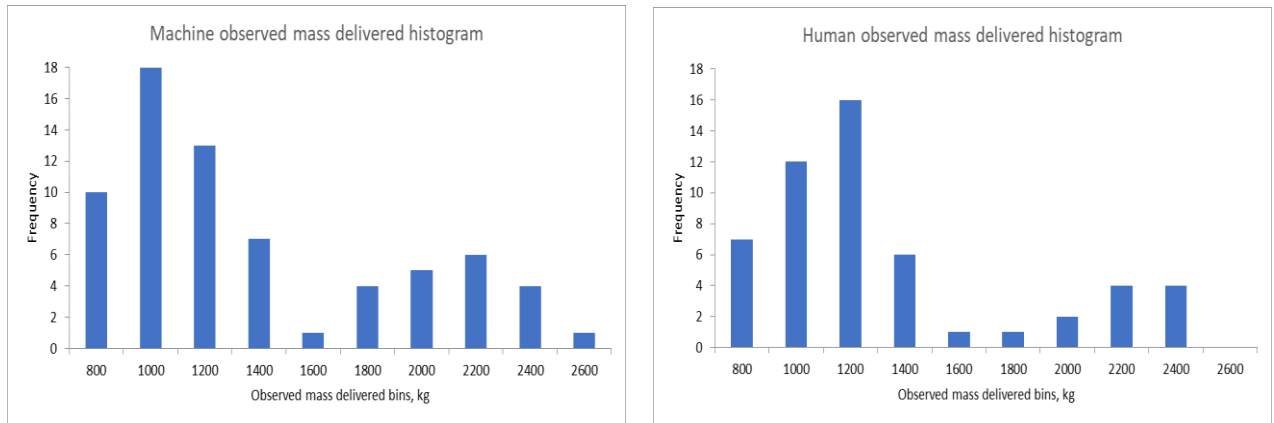 Machine observed mass delivered histogram
Frequency
18
16
14
12
10
8
6
4
2
0
800 1000 1200 1400 1600 1800 2000 2200 2400 2600
Observed mass delivered bins, kg
Human observed mass delivered histogram
Frequency
18
16
14
12
10
8
6
4
2
0
800 1000 1200 1400 1600 1800 2000 2200 2400 2600
Observed mass delivered bins, kg